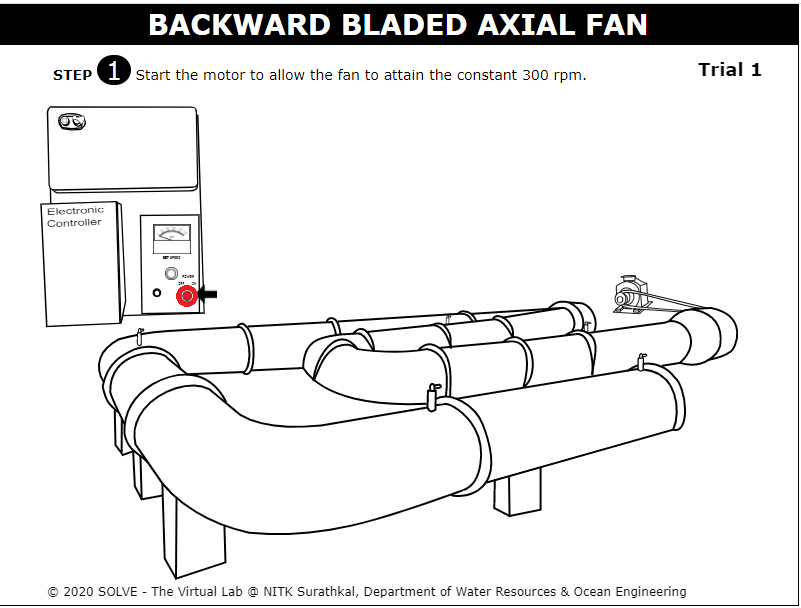 BACKWARD BLADED AXIAL FAN
STEP 1 Start the motor to allow the fan to attain the constant 300 rpm.
Trial 1
Electronic
Controller
SET SPEED
POWER
OFF ON
© 2020 SOLVE - The Virtual Lab @ NITK Surathkal, Department of Water Resources & Ocean Engineering